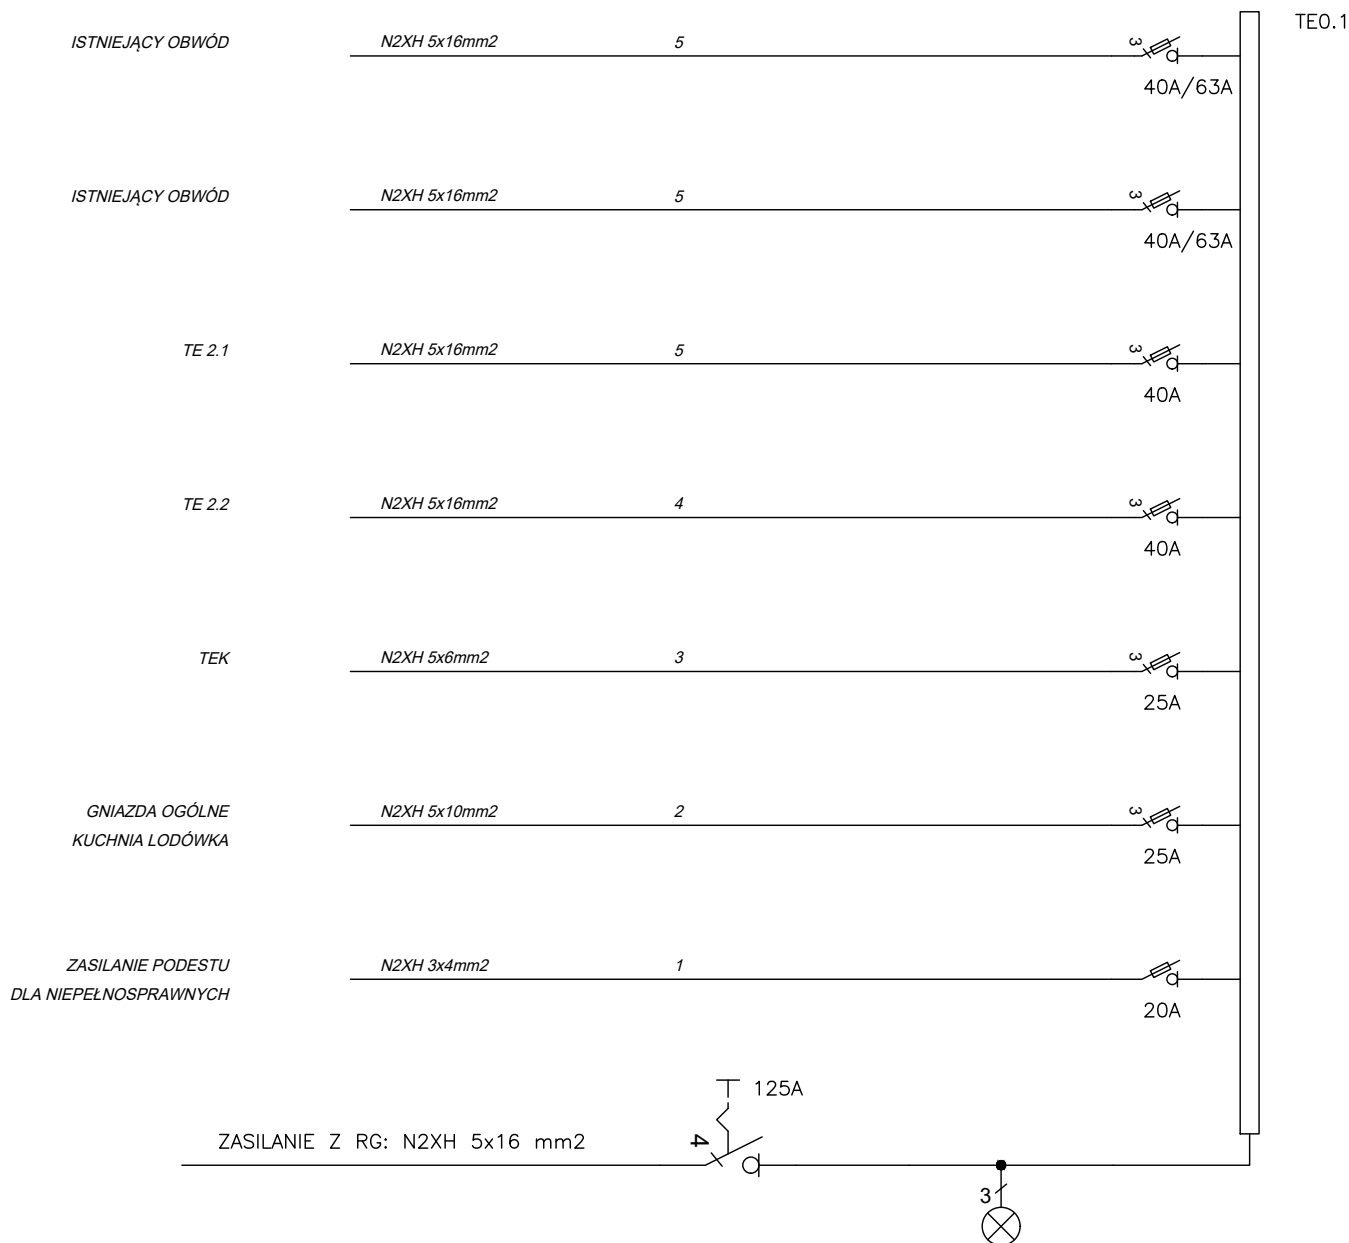 TE0.1
ISTNIEJĄCY OBWÓD N2XH 5x16mm2 5 3
40A/63A
ISTNIEJĄCY OBWÓD N2XH 5x16mm2 5 3
40A/63A
TE 2.1 N2XH 5x16mm2 5 3
40A
TE 2.2 N2XH 5x16mm2 4 3
40A
TEK N2XH 5x6mm2 3 3
25A
GNIAZDA OGÓLNE N2XH 5x10mm2 2 3
KUCHNIA LODÓWKA
25A
ZASILANIE PODESTU N2XH 3x4mm2 1
DLA NIEPEŁNOSPRAWNYCH
20A
125A
ZASILANIE Z RG: N2XH 5x16 mm2 4
3